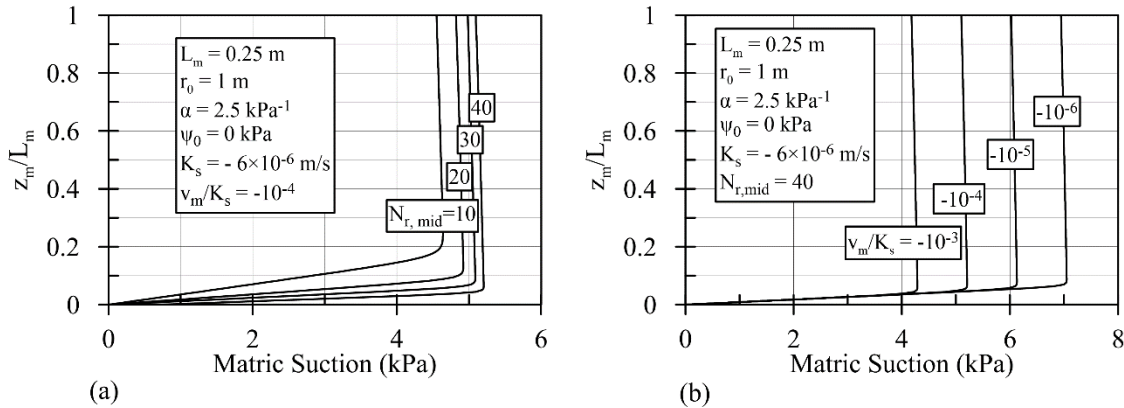 1
0.8
0.6
0.4
0.2
0
z_m/L_m
L_m = 0.25 m
r_0 = 1 m
α = 2.5 kPa^-1
ψ_0 = 0 kPa
K_s = - 6×10^-6 m/s
v_m/K_s = -10^-4
40
30
20
N_r, mid=10
0 2 4 6
Matric Suction (kPa)
(a)
1
0.8
0.6
0.4
0.2
0
z_m/L_m
L_m = 0.25 m
r_0 = 1 m
α = 2.5 kPa^-1
ψ_0 = 0 kPa
K_s = - 6×10^-6 m/s
N_r,mid = 40
-10^-6
-10^-5
-10^-4
v_m/K_s = -10^-3
0 2 4 6 8
Matric Suction (kPa)
(b)